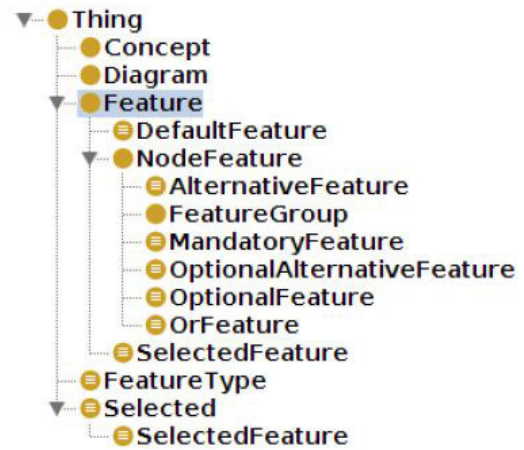 Thing
Concept
Diagram
Feature
DefaultFeature
NodeFeature
AlternativeFeature
FeatureGroup
MandatoryFeature
OptionalAlternativeFeature
OptionalFeature
OrFeature
SelectedFeature
FeatureType
Selected
SelectedFeature